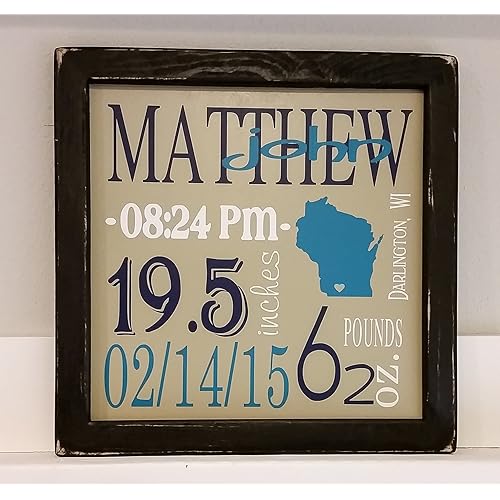 MATTHEW
john
-08:24 Pm-
Darlington, WI
19.5
inches
02/14/15
6
POUNDS
2
OZ.